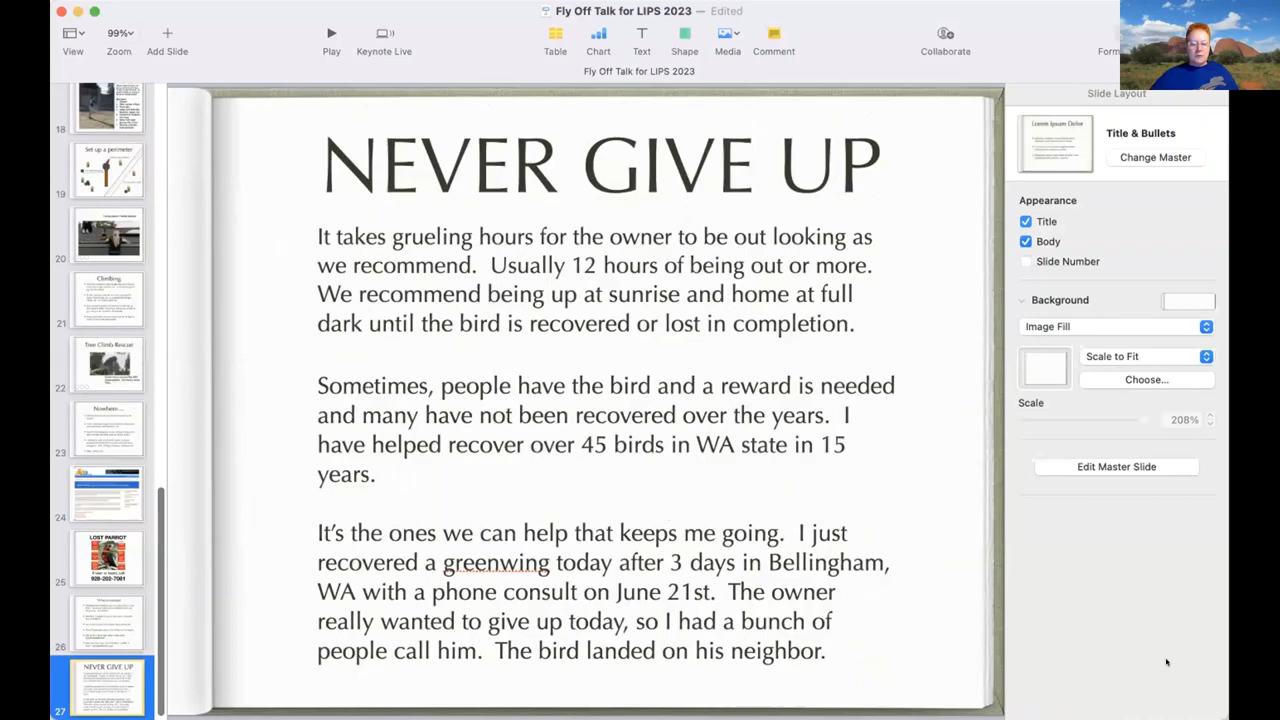 Fly Off Talk for LIPS 2023 — Edited
99%
View
Zoom
Add Slide
Play
Keynote Live
Table
Chart
Text
Shape
Media
Comment
Collaborate
Form
Fly Off Talk for LIPS 2023
18
Set up a perimeter
19
20
Climbing
21
Tree Climb Rescue
22
Nowhere...
23
24
LOST PARROT
928-202-7081
25
26
NEVER GIVE UP
27
NEVER GIVE UP
It takes grueling hours for the owner to be out looking as
we recommend. Usually 12 hours of being out or more.
We recommend being up at sunrise and home at full
dark until the bird is recovered or lost in completion.
Sometimes, people have the bird and a reward is needed
and many have not been recovered over the years. I
have helped recover over 45 birds in WA state in 15
years.
It's the ones we can help that keeps me going. I just
recovered a greenwing today after 3 days in Bellingham,
WA with a phone consult on June 21st. The owner
really wanted to give up today, so I had a bunch of
people call him. The bird landed on his neighbor.
Slide Layout
Lorem Ipsum Dolor
Title & Bullets
Change Master
Appearance
Title
Body
Slide Number
Background
Image Fill
Scale to Fit
Choose...
Scale
208%
Edit Master Slide